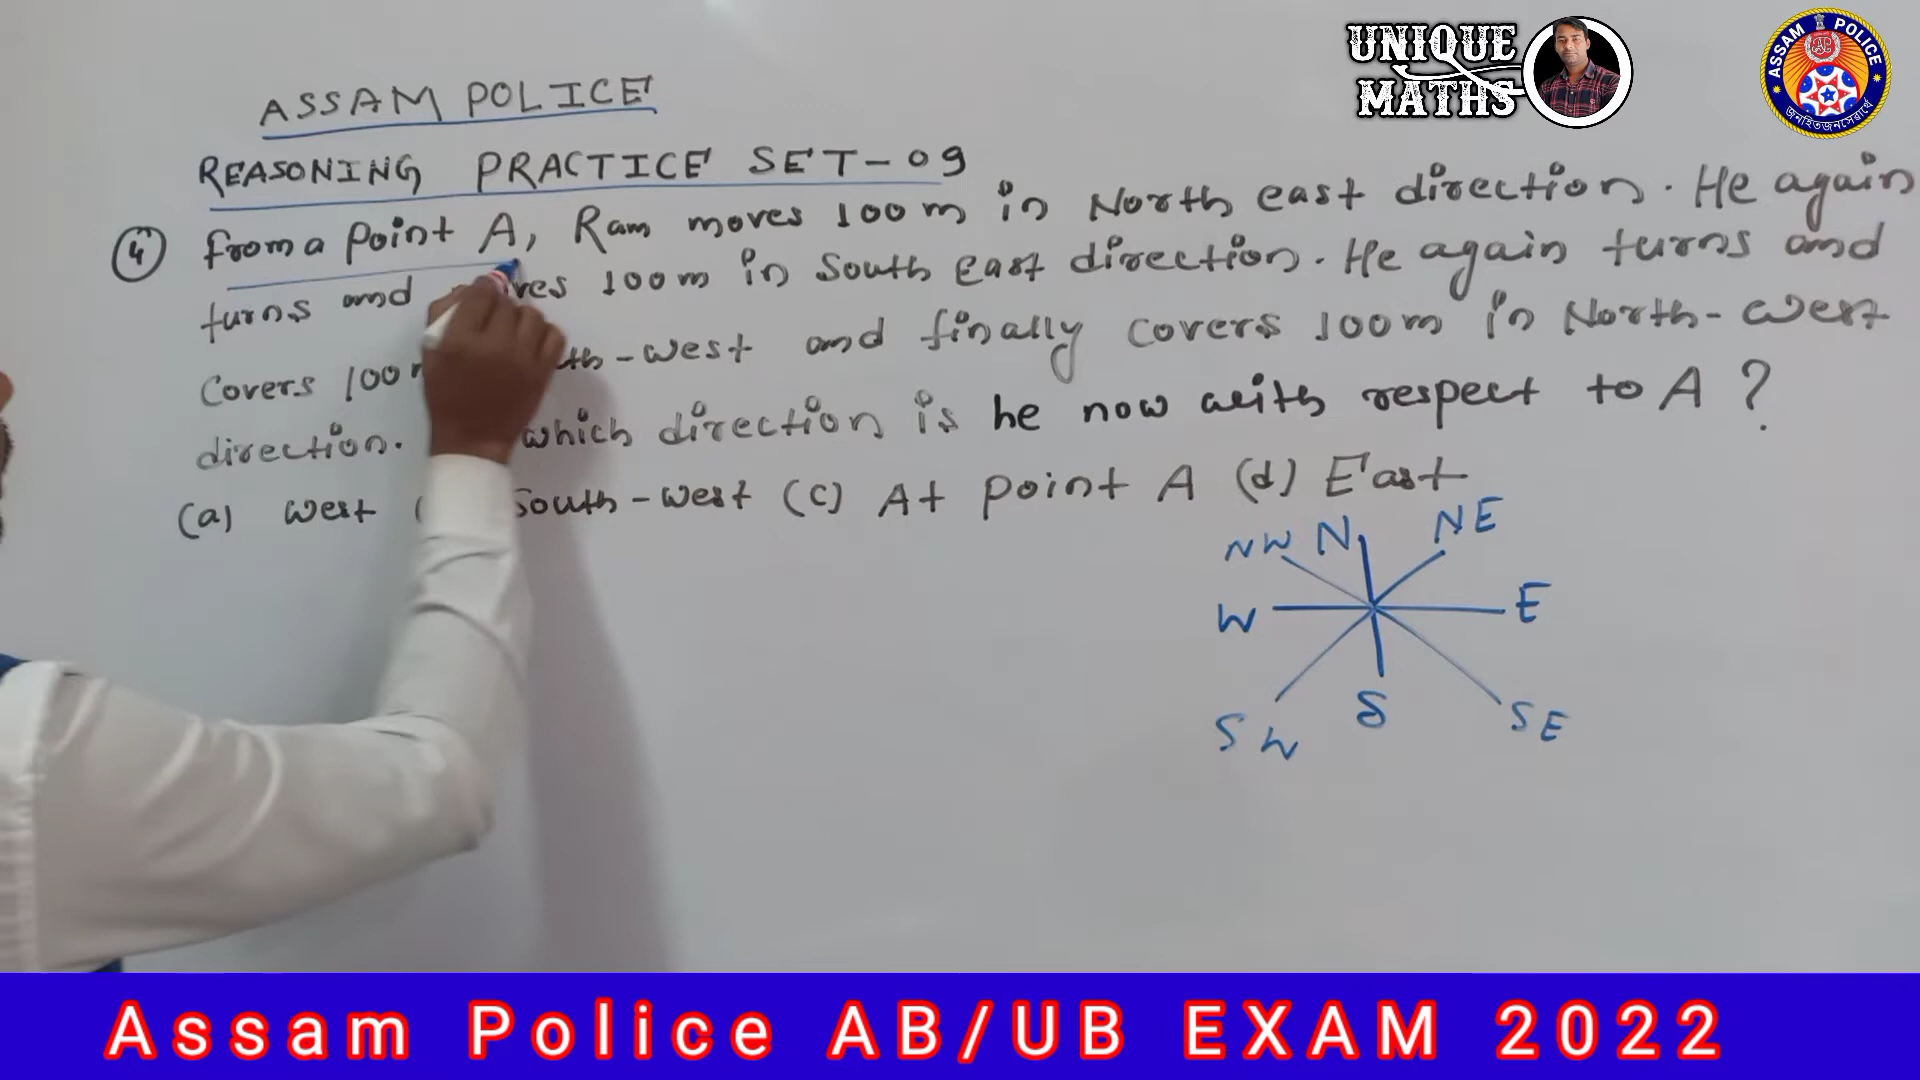 UNIQUE
MATHS
ASSAM POLICE
জনহিতজনসেৱাৰ্থে
ASSAM POLICE
REASONING PRACTICE SET-09
4 from a point A, Ram moves 100m in North east direction. He again
turns and 100m in South East direction. He again turns and
Covers 100 -west and finally covers 100m in North-west
direction. which direction is he now with respect to A?
(a) west South-west (c) At point A (d) East
NW N NE
W E
SW S SE
Assam Police AB/UB EXAM 2022